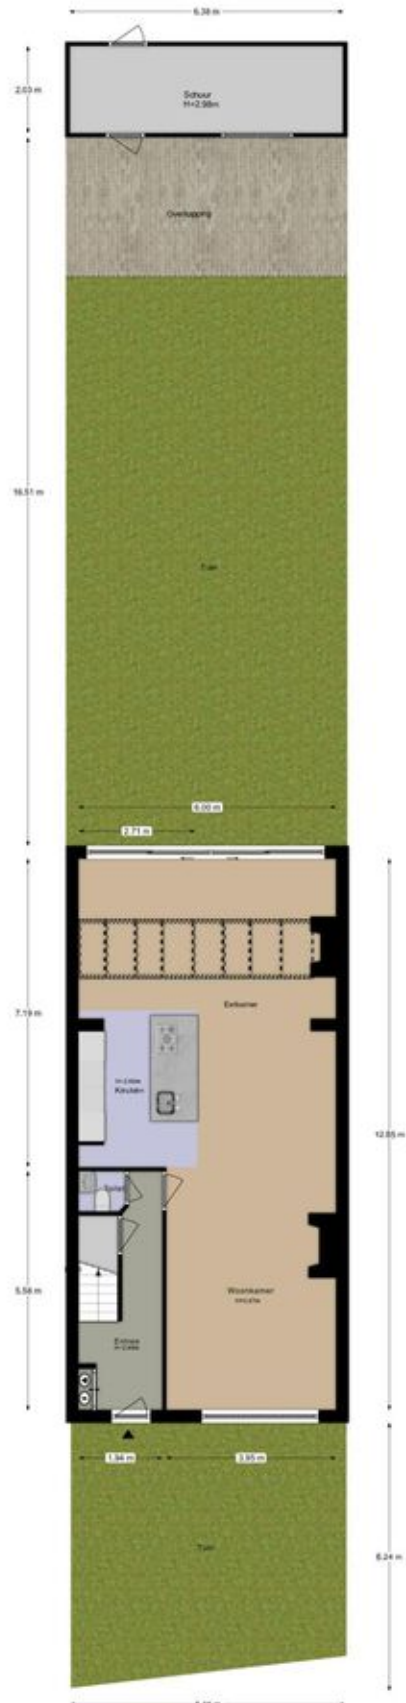 6.38 m
2.03 m
Schuur
H=2.98m
Overkapping
16.51 m
Tuin
6.00 m
2.71 m
7.19 m
Eetkamer
Keuken
12.85 m
Toilet
5.58 m
Woonkamer
Entree
1.94 m
3.95 m
Tuin
6.24 m